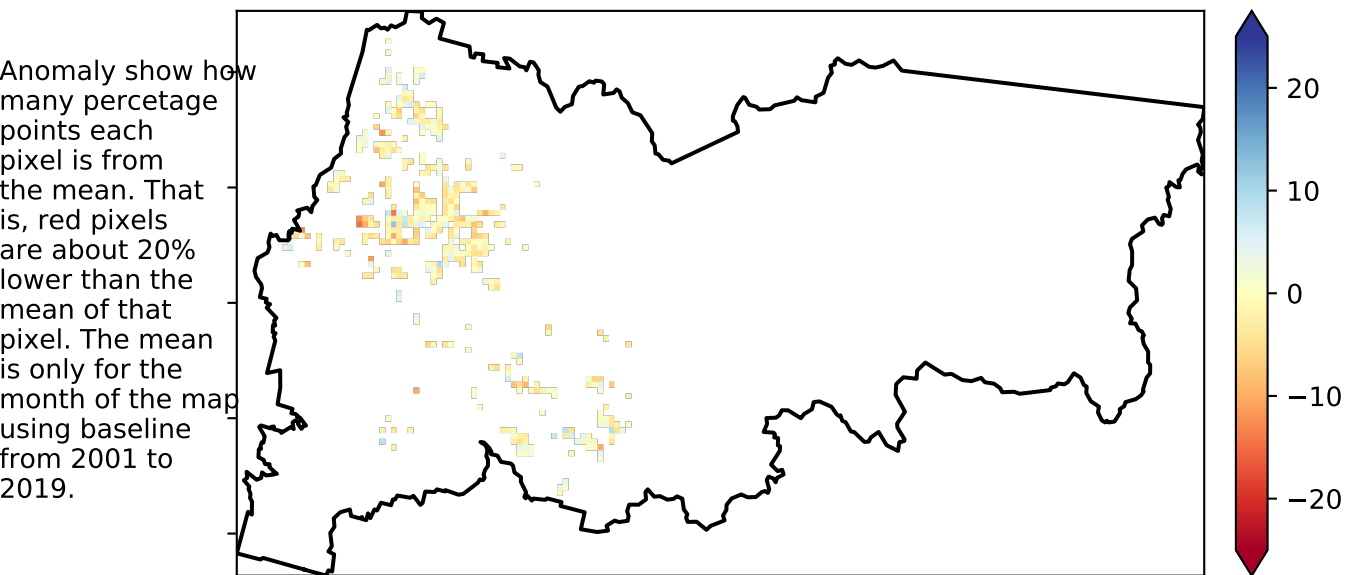 Anomaly show how
many percetage
points each
pixel is from
the mean. That
is, red pixels
are about 20%
lower than the
mean of that
pixel. The mean
is only for the
month of the map
using baseline
from 2001 to
2019.
20
10
0
−10
−20